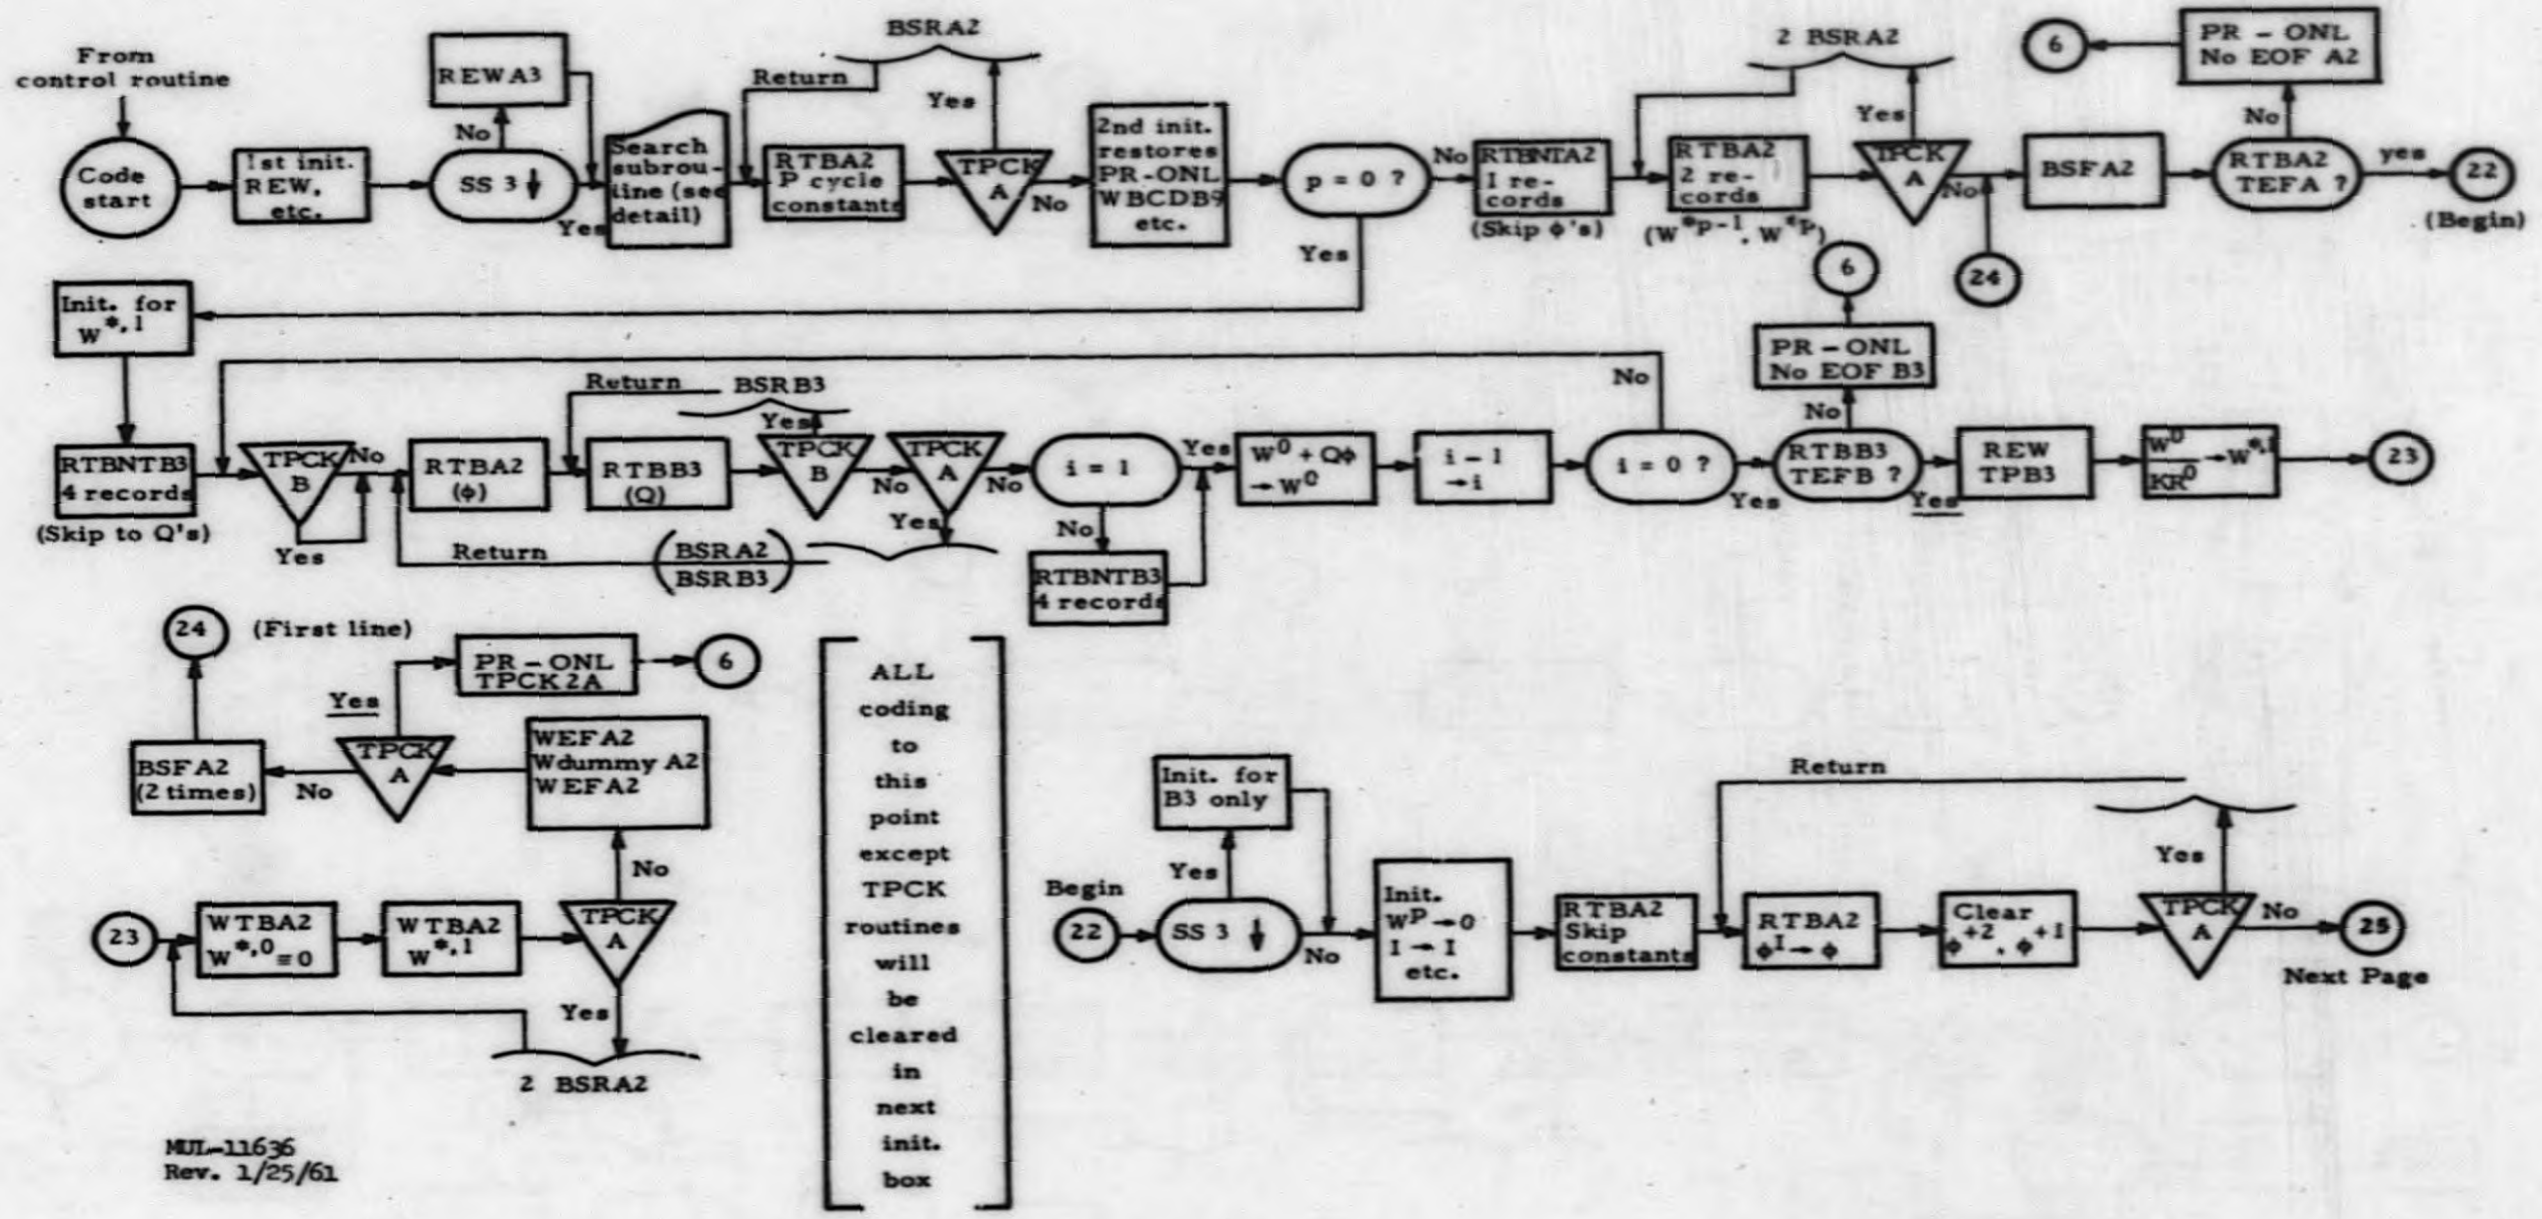 From
control routine
Code
start
1st init.
REW,
etc.
REWA3
No
SS 3 ↓
Yes
Search
subrou-
tine (see
detail)
BSRA2
Return
Yes
RTBA2
P cycle
constants
TPCK
A
No
2nd init.
restores
PR-ONL
WBCDB9
etc.
p = 0 ?
No
Yes
RTBNTA2
I re-
cords
(Skip ϕ's)
2 BSRA2
RTBA2
2 re-
cords
(W*P-1, W*P)
Yes
TPCK
A
No
24
BSFA2
6
PR - ONL
No EOF A2
No
RTBA2
TEFA ?
yes
22
(Begin)
Init. for
W*,1
RTBNTB3
4 records
(Skip to Q's)
TPCK
B
No
Yes
RTBA2
(ϕ)
Return
BSRB3
RTBB3
(Q)
Yes
TPCK
B
No
TPCK
A
No
Yes
Return
(BSRA2
BSRB3)
i = 1
Yes
No
RTBNTB3
4 records
W0 + Qϕ
→ W0
i - 1
→ i
No
i = 0 ?
Yes
6
PR - ONL
No EOF B3
No
RTBB3
TEFB ?
Yes
REW
TPB3
W0
KR0 → W*,1
23
24
(First line)
PR - ONL
TPCK 2A
6
Yes
BSFA2
(2 times)
No
TPCK
A
WEFA2
Wdummy A2
WEFA2
No
23
WTBA2
W*,0 = 0
WTBA2
W*,1
TPCK
A
Yes
2 BSRA2
ALL
coding
to
this
point
except
TPCK
routines
will
be
cleared
in
next
init.
box
Init. for
B3 only
Yes
Begin
22
SS 3 ↓
No
Init.
WP → 0
I → I
etc.
RTBA2
Skip
constants
Return
RTBA2
ϕI → ϕ
Clear
ϕ+2, ϕ+1
Yes
TPCK
A
No
25
Next Page
MUL-11636
Rev. 1/25/61